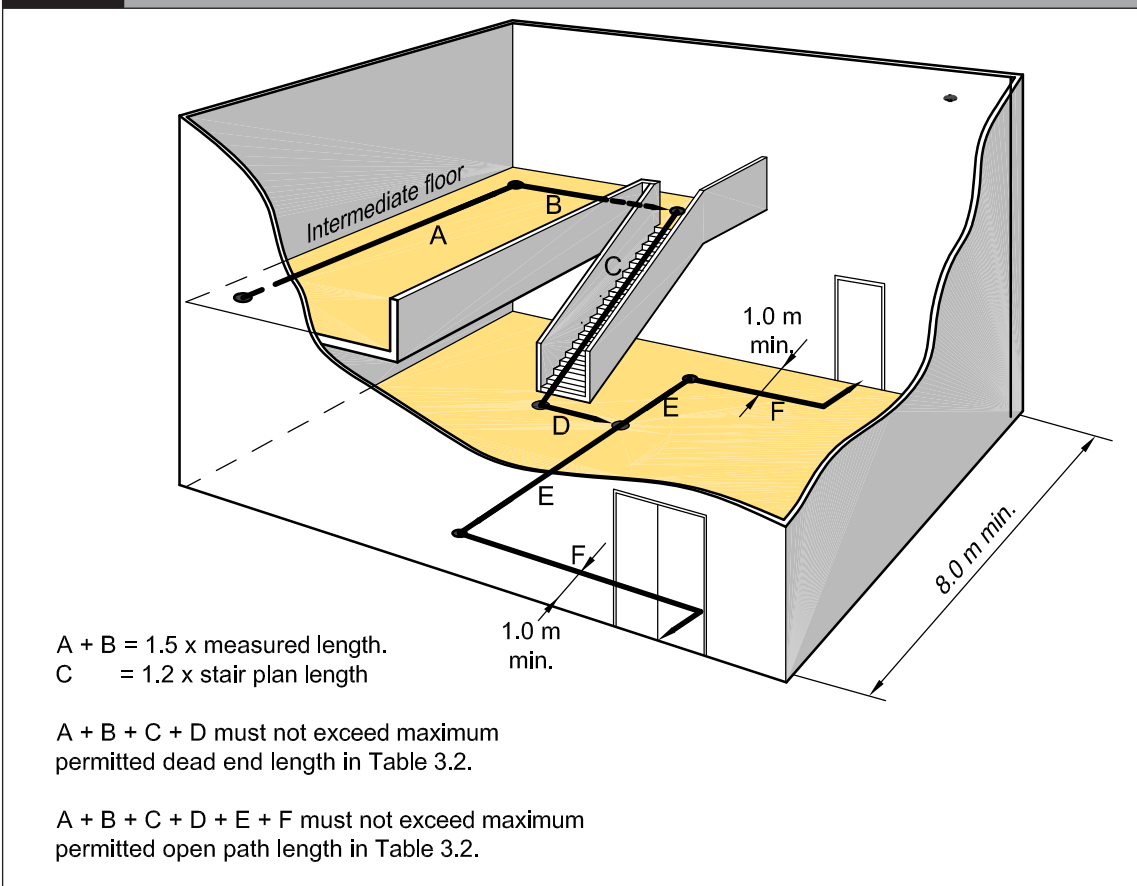 Intermediate floor
A
B
C
1.0 m
min.
D
E
F
E
F
1.0 m
min.
8.0 m min.
A + B = 1.5 x measured length.
C = 1.2 x stair plan length
A + B + C + D must not exceed maximum
permitted dead end length in Table 3.2.
A + B + C + D + E + F must not exceed maximum
permitted open path length in Table 3.2.